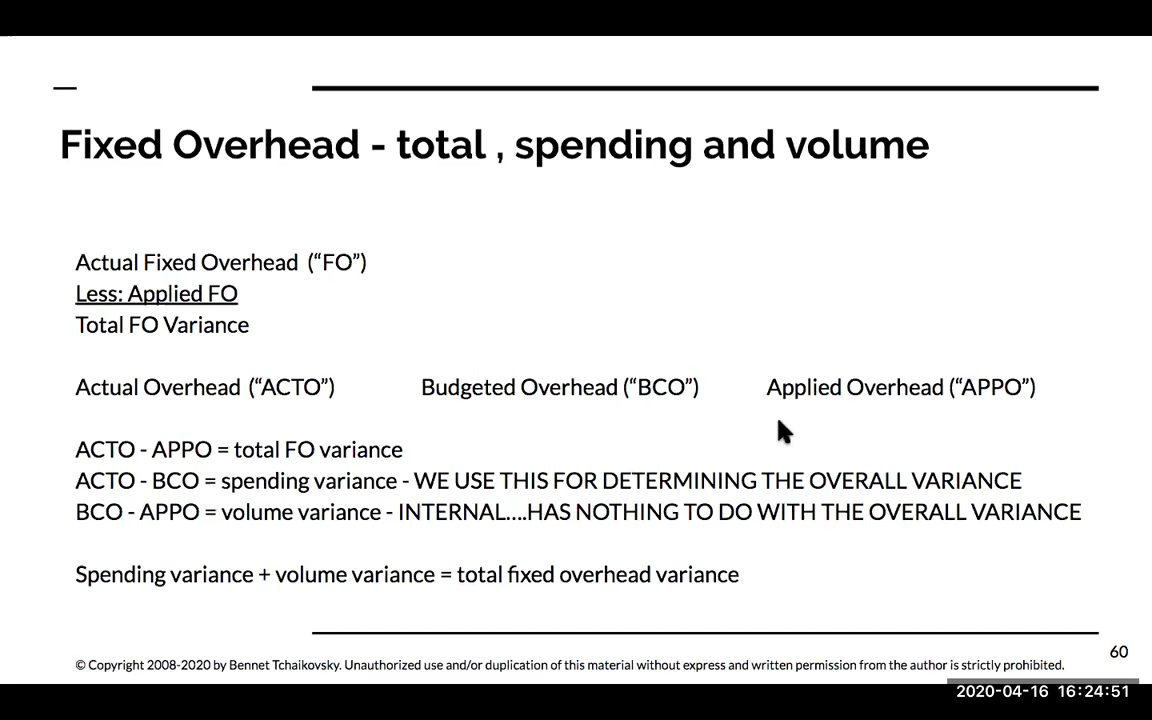 Fixed Overhead - total , spending and volume
Actual Fixed Overhead (“FO”)
Less: Applied FO
Total FO Variance
Actual Overhead (“ACTO”) Budgeted Overhead (“BCO”) Applied Overhead (“APPO”)
ACTO - APPO = total FO variance
ACTO - BCO = spending variance - WE USE THIS FOR DETERMINING THE OVERALL VARIANCE
BCO - APPO = volume variance - INTERNAL....HAS NOTHING TO DO WITH THE OVERALL VARIANCE
Spending variance + volume variance = total fixed overhead variance
60
© Copyright 2008-2020 by Bennet Tchaikovsky. Unauthorized use and/or duplication of this material without express and written permission from the author is strictly prohibited.
2020-04-16 16:24:51